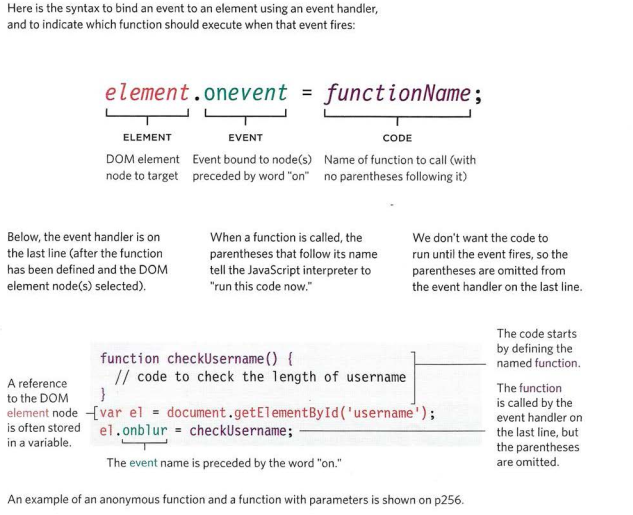 Here is the syntax to bind an event to an element using an event handler,
and to indicate which function should execute when that event fires:
element.onevent = functionName;
ELEMENT
DOM element
node to target
EVENT
Event bound to node(s)
preceded by word "on"
CODE
Name of function to call (with
no parentheses following it)
Below, the event handler is on
the last line (after the function
has been defined and the DOM
element node(s) selected).
When a function is called, the
parentheses that follow its name
tell the JavaScript interpreter to
"run this code now."
We don't want the code to
run until the event fires, so the
parentheses are omitted from
the event handler on the last line.
A reference
to the DOM
element node
is often stored
in a variable.
function checkUsername() {
// code to check the length of username
}
var el = document.getElementById('username');
el.onblur = checkUsername;
The event name is preceded by the word "on."
The code starts
by defining the
named function.
The function
is called by the
event handler on
the last line, but
the parentheses
are omitted.
An example of an anonymous function and a function with parameters is shown on p256.